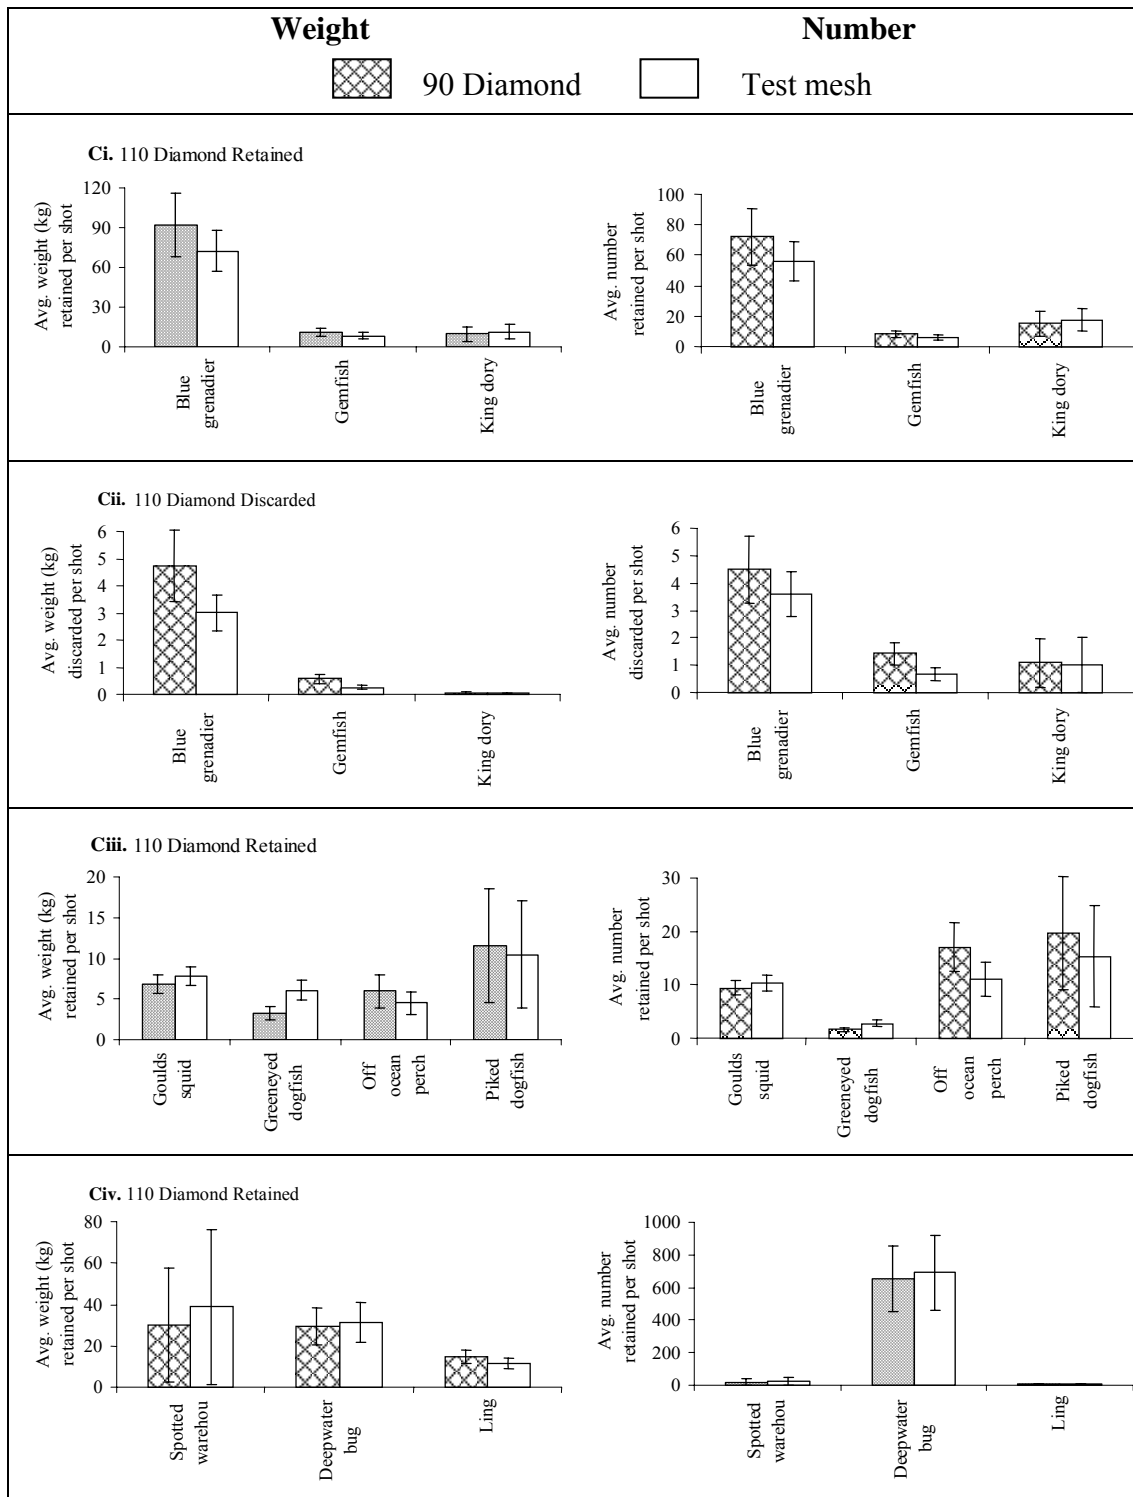 Weight Number
90 Diamond Test mesh
Ci. 110 Diamond Retained
Avg. weight (kg)
retained per shot
120
90
60
30
0
Blue
grenadier
Gemfish
King dory
Avg. number
retained per shot
100
80
60
40
20
0
Blue
grenadier
Gemfish
King dory
Cii. 110 Diamond Discarded
Avg. weight (kg)
discarded per shot
6
5
4
3
2
1
0
Blue
grenadier
Gemfish
King dory
Avg. number
discarded per shot
6
5
4
3
2
1
0
Blue
grenadier
Gemfish
King dory
Ciii. 110 Diamond Retained
Avg. weight (kg)
retained per shot
20
15
10
5
0
Goulds
squid
Greeneyed
dogfish
Off
ocean
perch
Piked
dogfish
Avg. number
retained per shot
30
20
10
0
Goulds
squid
Greeneyed
dogfish
Off
ocean
perch
Piked
dogfish
Civ. 110 Diamond Retained
Avg. weight (kg)
retained per shot
80
60
40
20
0
Spotted
warehou
Deepwater
bug
Ling
Avg. number
retained per shot
1000
800
600
400
200
0
Spotted
warehou
Deepwater
bug
Ling